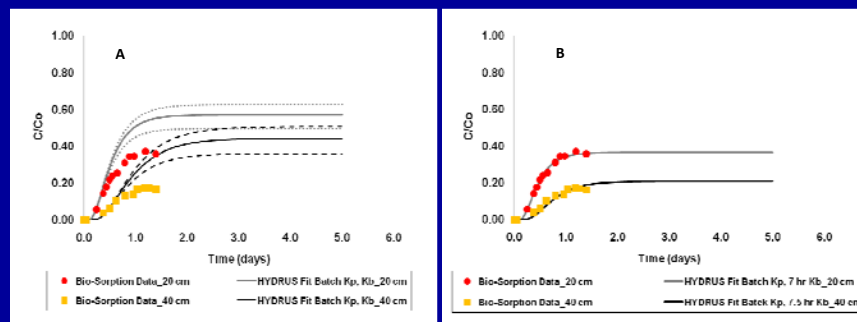 A
1.00
0.80
0.60
0.40
0.20
0.00
C/Co
0.0 1.0 2.0 3.0 4.0 5.0 6.0
Time (days)
Bio-Sorption Data_20 cm HYDRUS Fit Batch Kp, Kb_20 cm
Bio-Sorption Data_40 cm HYDRUS Fit Batch Kp, Kb_40 cm
B
1.00
0.80
0.60
0.40
0.20
0.00
C/Co
0.0 1.0 2.0 3.0 4.0 5.0 6.0
Time (days)
Bio-Sorption Data_20 cm HYDRUS Fit Batch Kp, 7 hr Kb_20 cm
Bio-Sorption Data_40 cm HYDRUS Fit Batch Kp, 7.5 hr Kb_40 cm